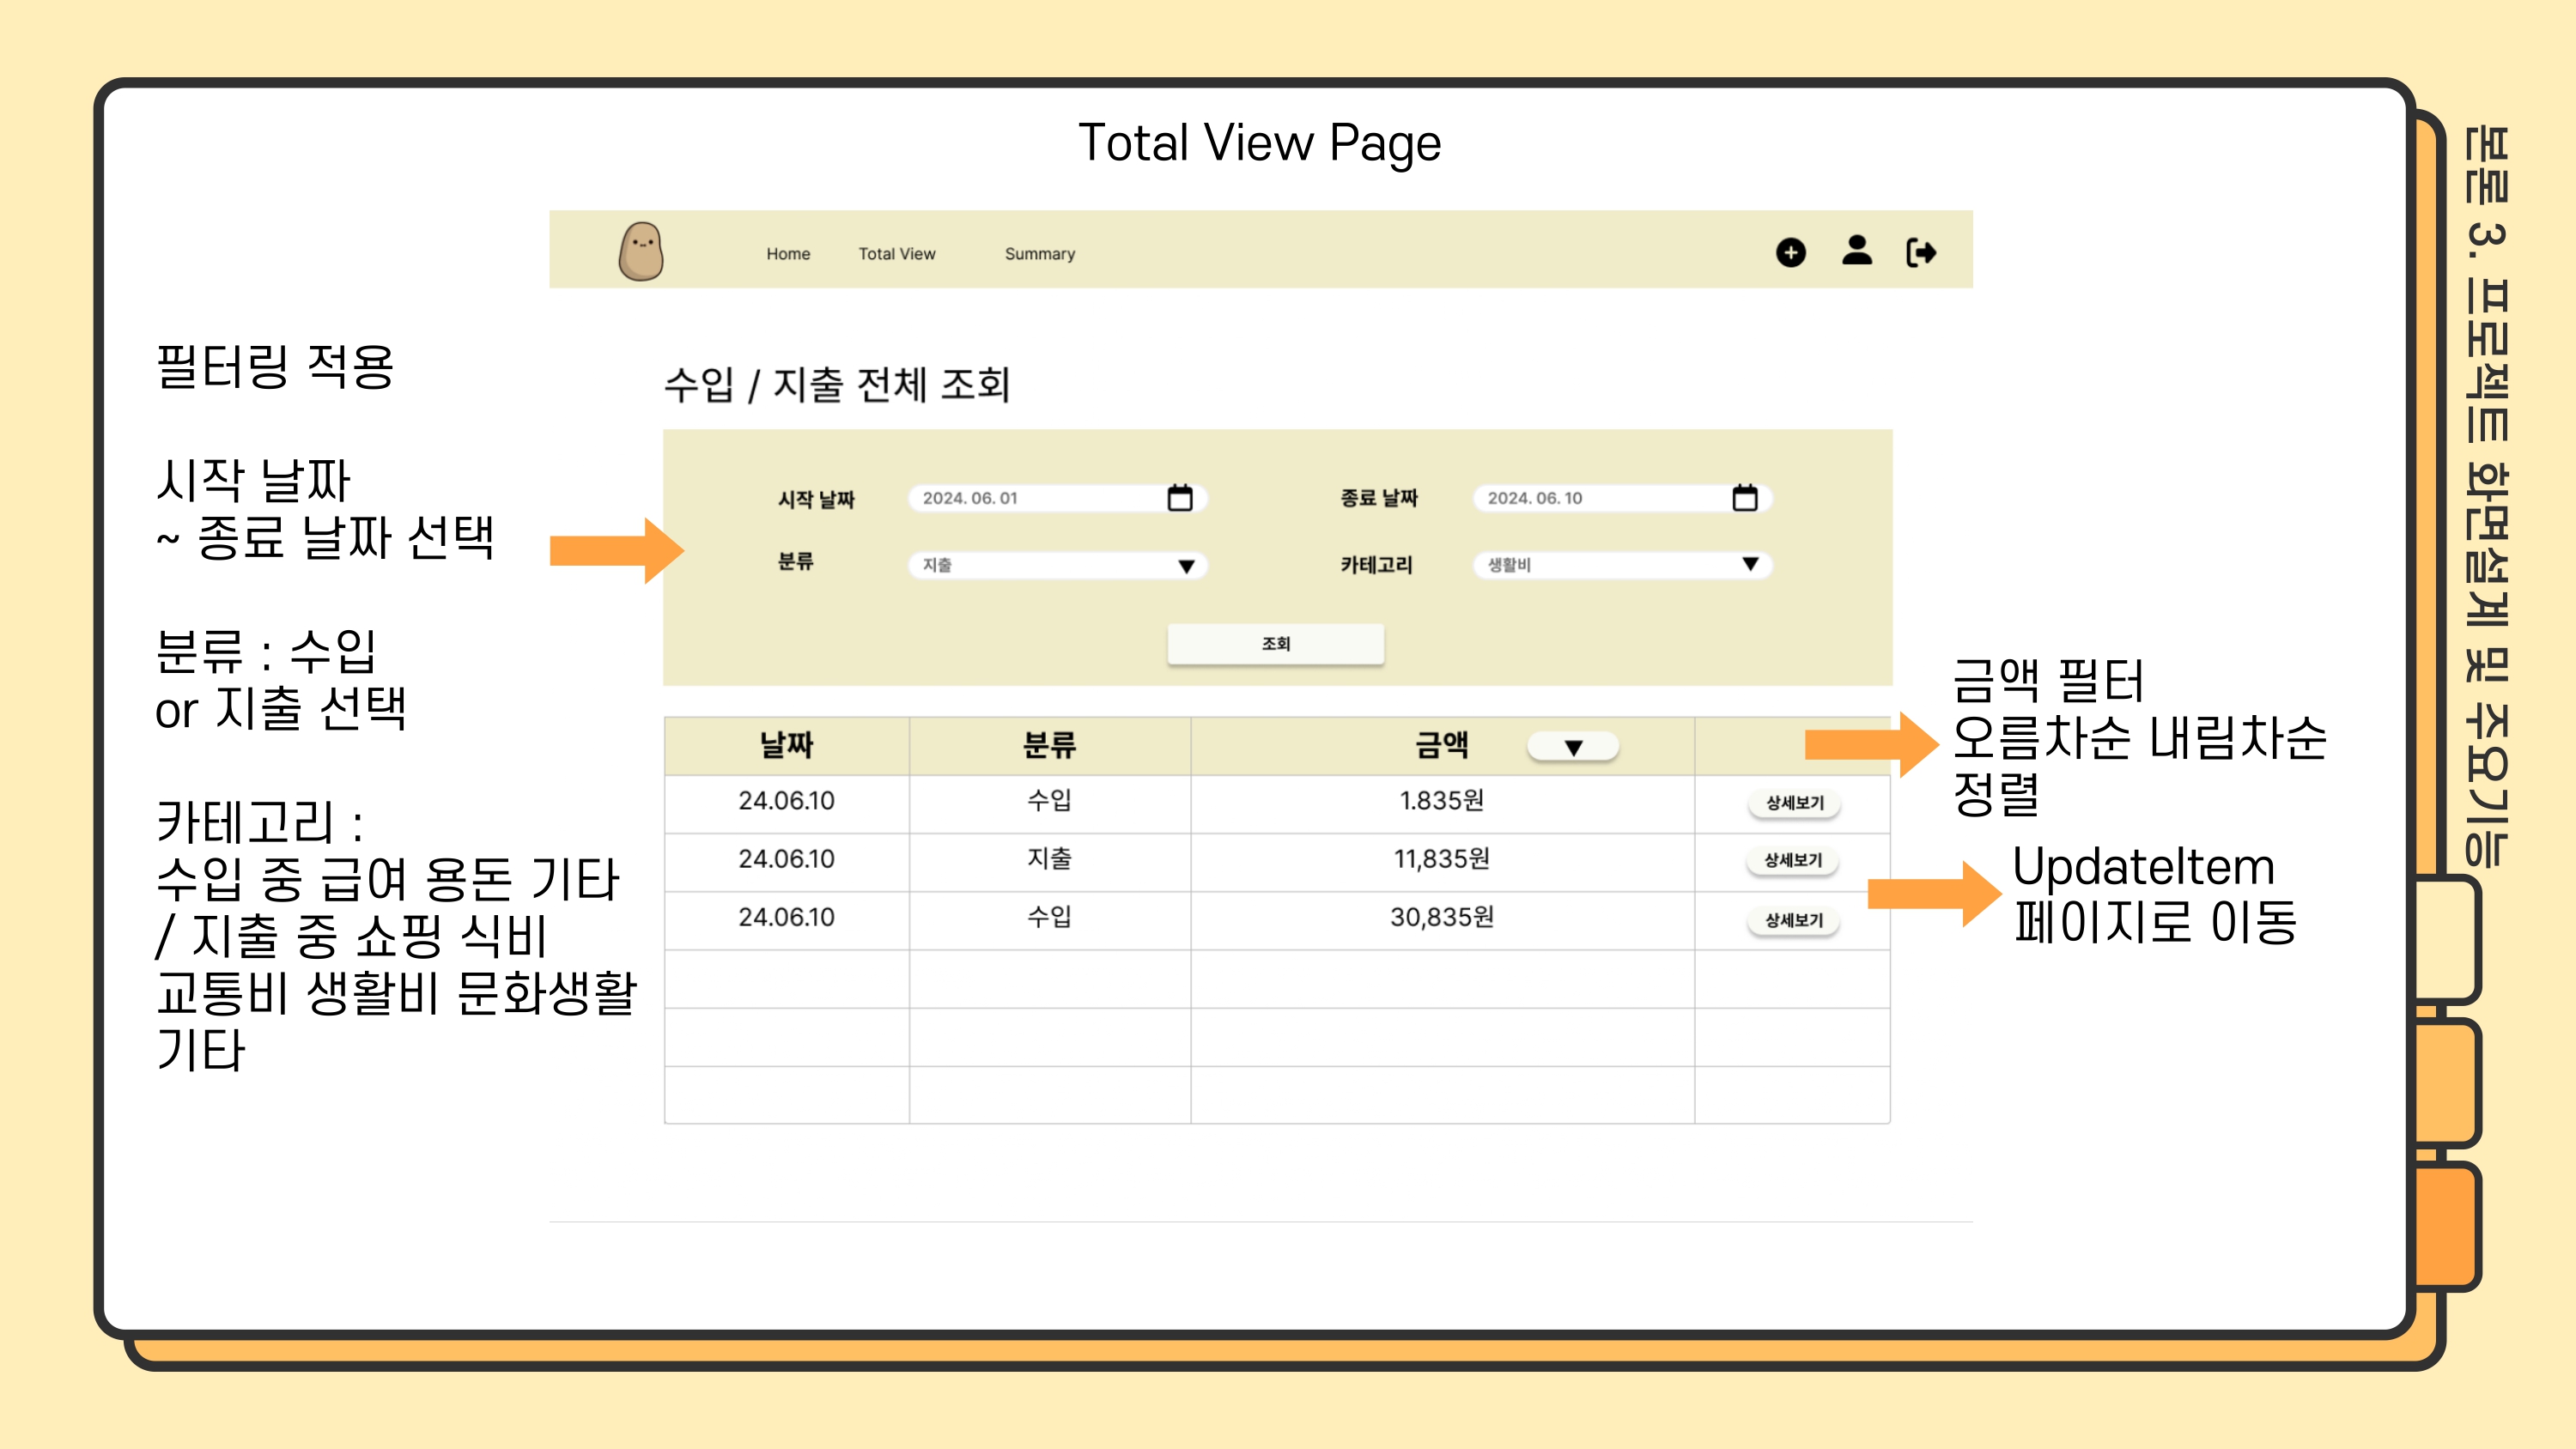 Total View Page
Home Total View Summary
필터링 적용
시작 날짜
~ 종료 날짜 선택
분류 : 수입
or 지출 선택
카테고리 :
수입 중 급여 용돈 기타
/ 지출 중 쇼핑 식비
교통비 생활비 문화생활
기타
수입 / 지출 전체 조회
시작 날짜 2024. 06. 01 종료 날짜 2024. 06. 10
분류 지출 카테고리 생활비
조회
날짜 분류 금액
24.06.10 수입 1.835원 상세보기
24.06.10 지출 11,835원 상세보기
24.06.10 수입 30,835원 상세보기
금액 필터
오름차순 내림차순
정렬
UpdateItem
페이지로 이동
본론 3. 프로젝트 화면설계 및 주요기능